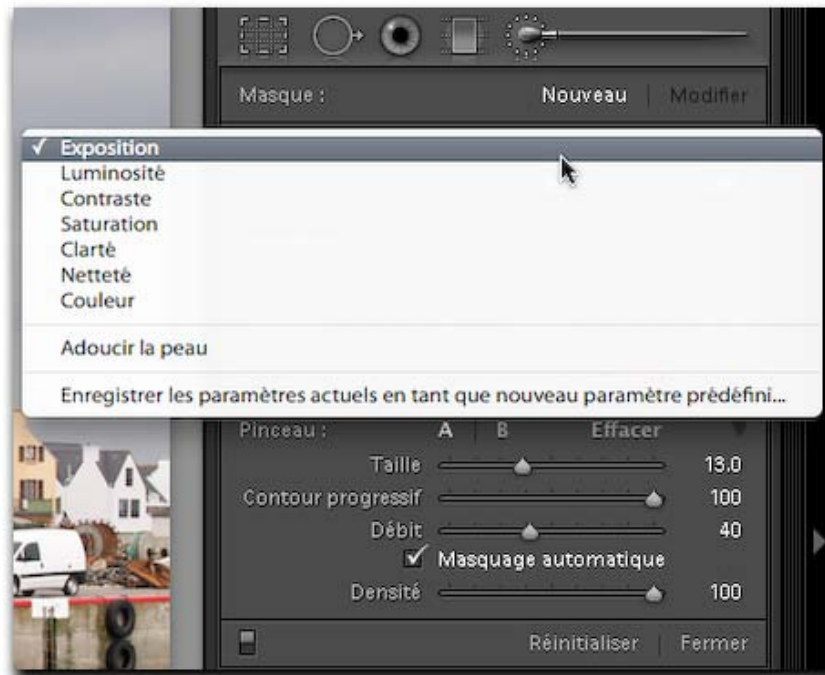 Masque : Nouveau Modifier
✓ Exposition
Luminosité
Contraste
Saturation
Clarté
Netteté
Couleur
Adoucir la peau
Enregistrer les paramètres actuels en tant que nouveau paramètre prédéfini...
Pinceau : A B Effacer
Taille 13.0
Contour progressif 100
Débit 40
✓ Masquage automatique
Densité 100
Réinitialiser Fermer